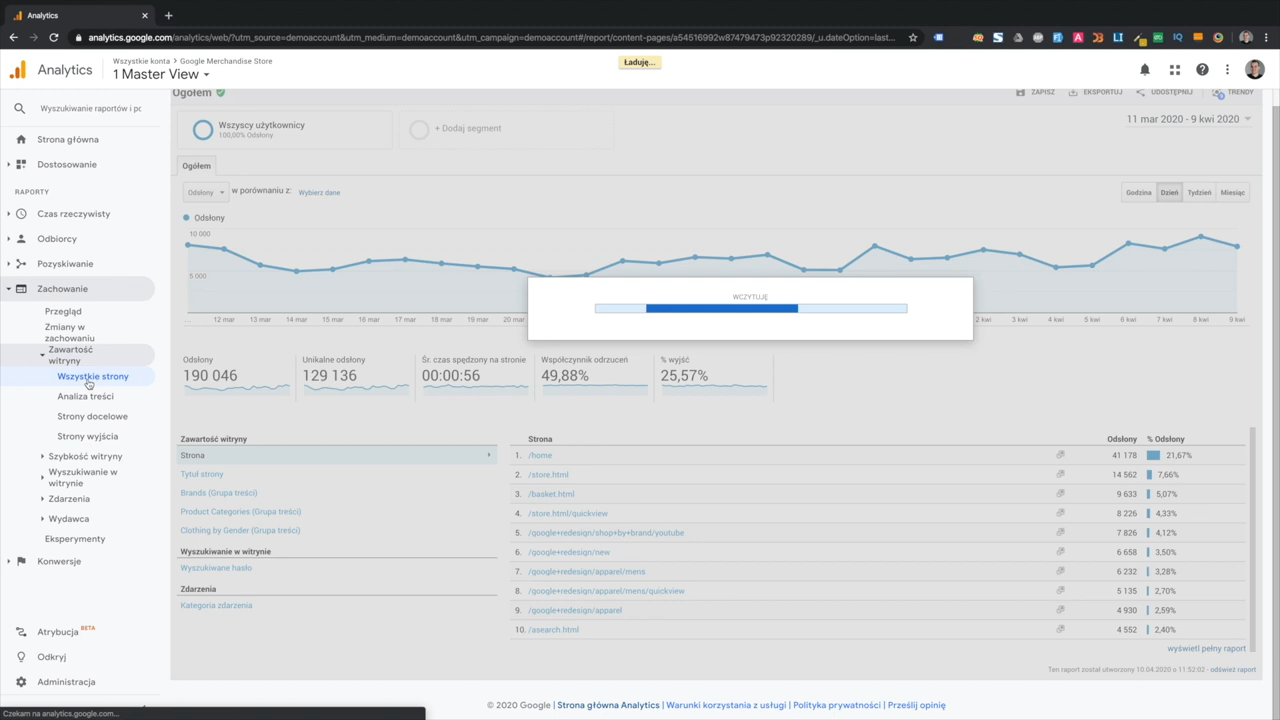 Analytics
analytics.google.com/analytics/web/?utm_source=demoaccount&utm_medium=demoaccount&utm_campaign=demoaccount#/report/content-pages/a54516992w87479473p92320289/_u.dateOption=last...
Analytics
Wszystkie konta > Google Merchandise Store
1 Master View
Ładuję...
Wyszukiwanie raportów i pc
Strona główna
Dostosowanie
RAPORTY
Czas rzeczywisty
Odbiorcy
Pozyskiwanie
Zachowanie
Przegląd
Zmiany w
zachowaniu
Zawartość
witryny
Wszystkie strony
Analiza treści
Strony docelowe
Strony wyjścia
Szybkość witryny
Wyszukiwanie w
witrynie
Zdarzenia
Wydawca
Eksperymenty
Konwersje
Atrybucja BETA
Odkryj
Administracja
Czekam na analytics.google.com...
Ogółem
ZAPISZ EKSPORTUJ UDOSTĘPNIJ TRENDY
Wszyscy użytkownicy
100,00% Odsłony
+ Dodaj segment
11 mar 2020 - 9 kwi 2020
Ogółem
Odsłony w porównaniu z: Wybierz dane
Godzina Dzień Tydzień Miesiąc
Odsłony
10 000
5 000
WCZYTUJĘ
... 12 mar 13 mar 14 mar 15 mar 16 mar 17 mar 18 mar 19 mar 20 mar 2 kwi 3 kwi 4 kwi 5 kwi 6 kwi 7 kwi 8 kwi 9 kwi
Odsłony Unikalne odsłony Śr. czas spędzony na stronie Współczynnik odrzuceń % wyjść
190 046 129 136 00:00:56 49,88% 25,57%
Zawartość witryny
Strona
Tytuł strony
Brands (Grupa treści)
Product Categories (Grupa treści)
Clothing by Gender (Grupa treści)
Wyszukiwanie w witrynie
Wyszukiwane hasło
Zdarzenia
Kategoria zdarzenia
Strona Odsłony % Odsłony
1. /home 41 178 21,67%
2. /store.html 14 562 7,66%
3. /basket.html 9 633 5,07%
4. /store.html/quickview 8 226 4,33%
5. /google+redesign/shop+by+brand/youtube 7 826 4,12%
6. /google+redesign/new 6 658 3,50%
7. /google+redesign/apparel/mens 6 232 3,28%
8. /google+redesign/apparel/mens/quickview 5 135 2,70%
9. /google+redesign/apparel 4 930 2,59%
10. /asearch.html 4 552 2,40%
wyświetl pełny raport
Ten raport został utworzony 10.04.2020 o 11:52:02 - odśwież raport
© 2020 Google | Strona główna Analytics | Warunki korzystania z usługi | Polityka prywatności | Prześlij opinię